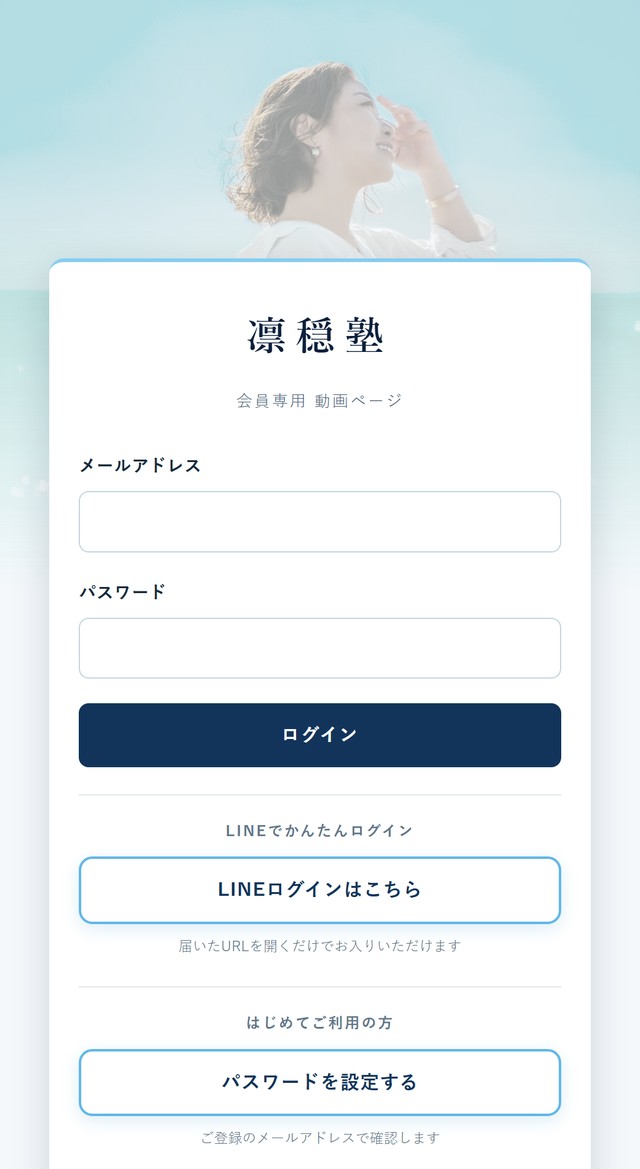 凛穏塾
会員専用 動画ページ
メールアドレス
パスワード
ログイン
LINEでかんたんログイン
LINEログインはこちら
届いたURLを開くだけでお入りいただけます
はじめてご利用の方
パスワードを設定する
ご登録のメールアドレスで確認します